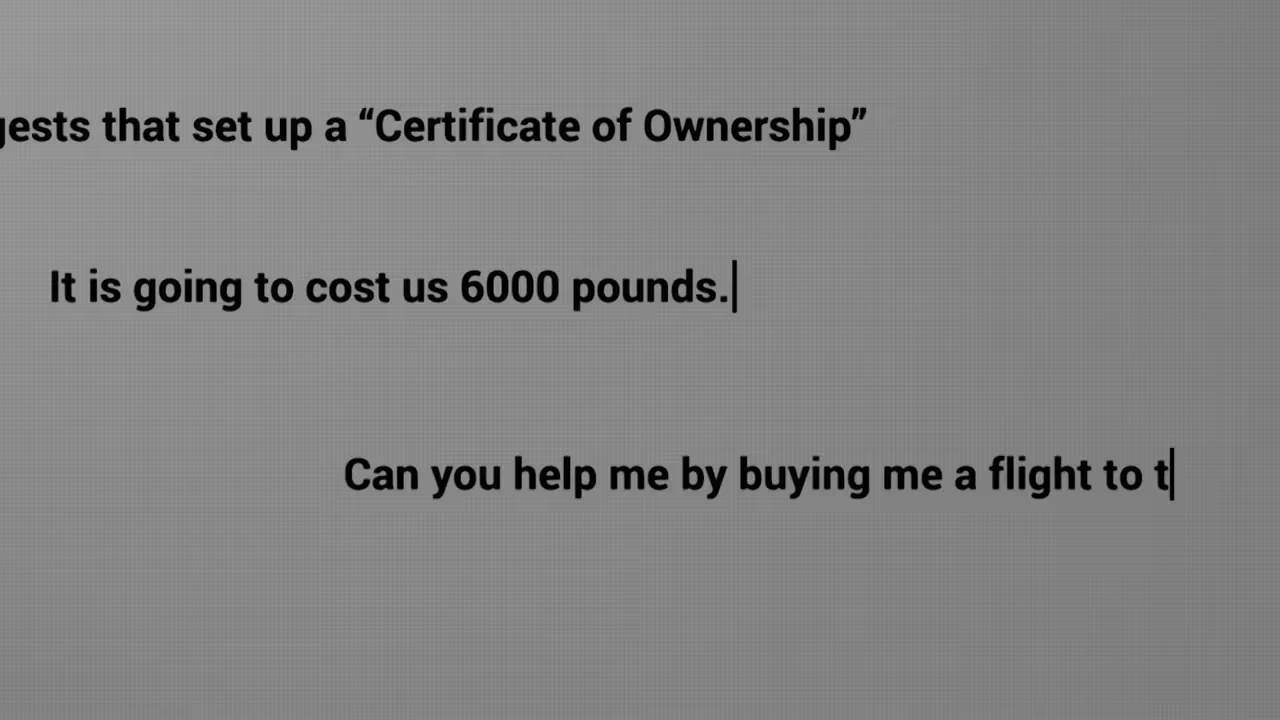 that set up a “Certificate of Ownership”
It is going to cost us 6000 pounds.
Can you help me by buying me a flight to t